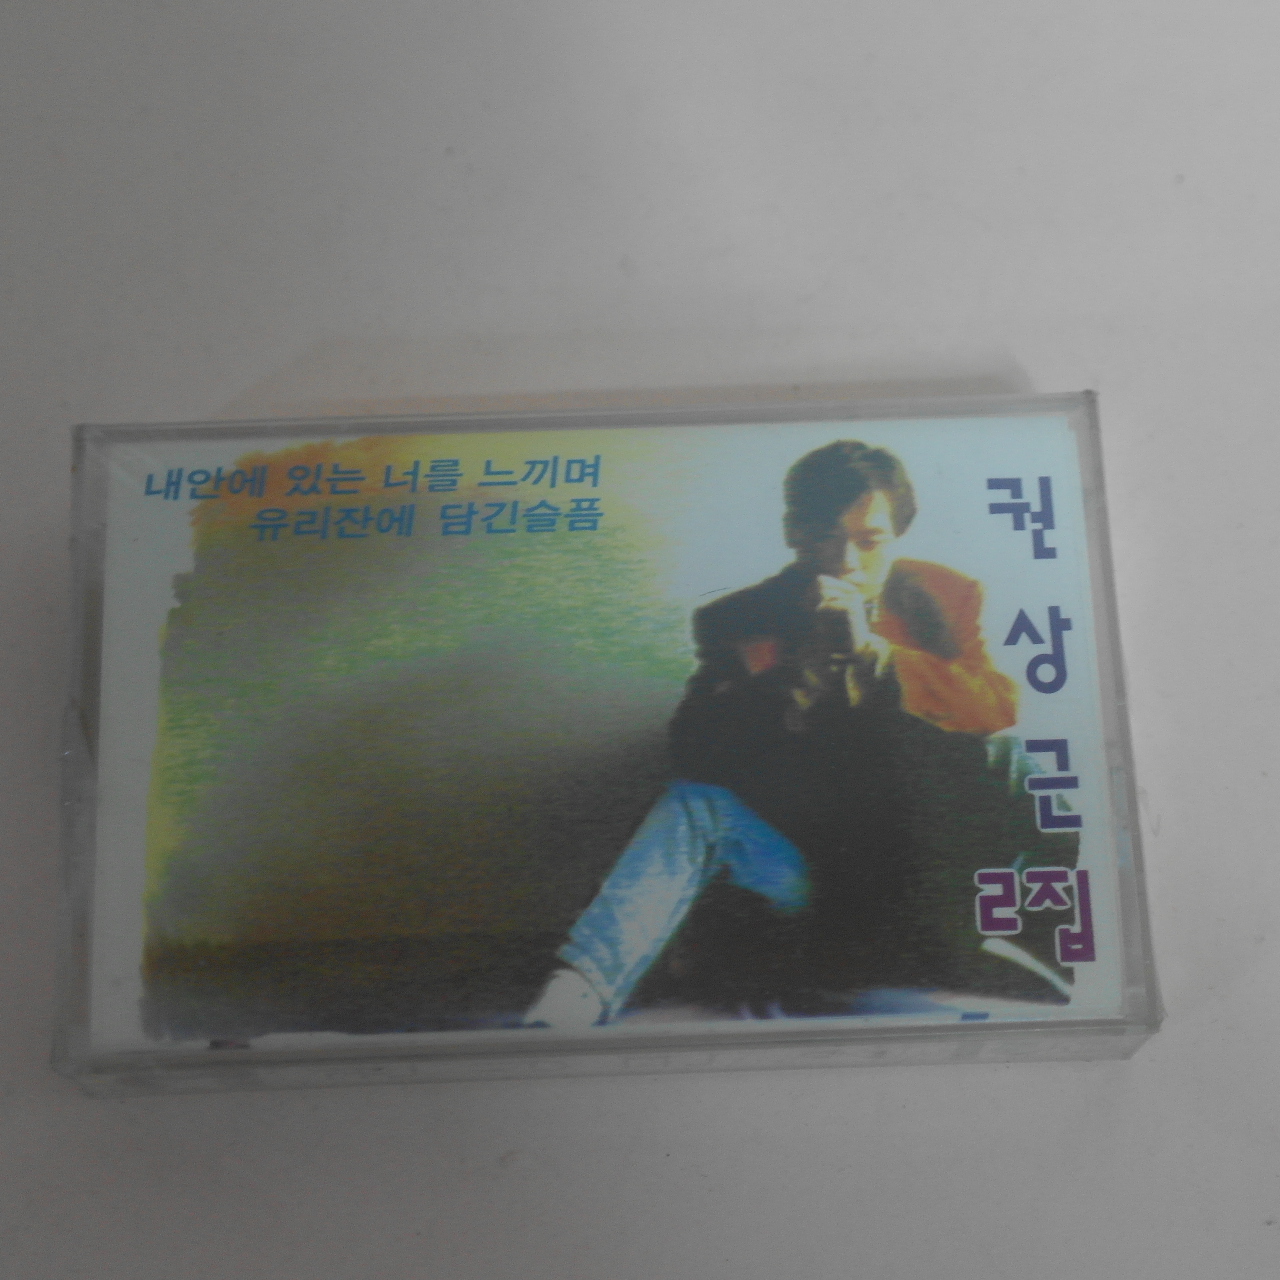 내안에 있는 너를 느끼며
유리잔에 담긴슬픔
권상근
2집